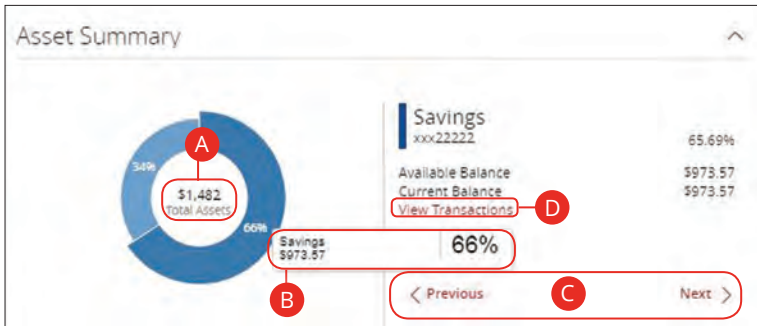 Asset Summary
A
34%
$1,482
Total Assets
66%
Savings
$973.57
66%
B
Savings
xxx22222
65.69%
Available Balance $973.57
Current Balance $973.57
View Transactions
D
Previous
C
Next